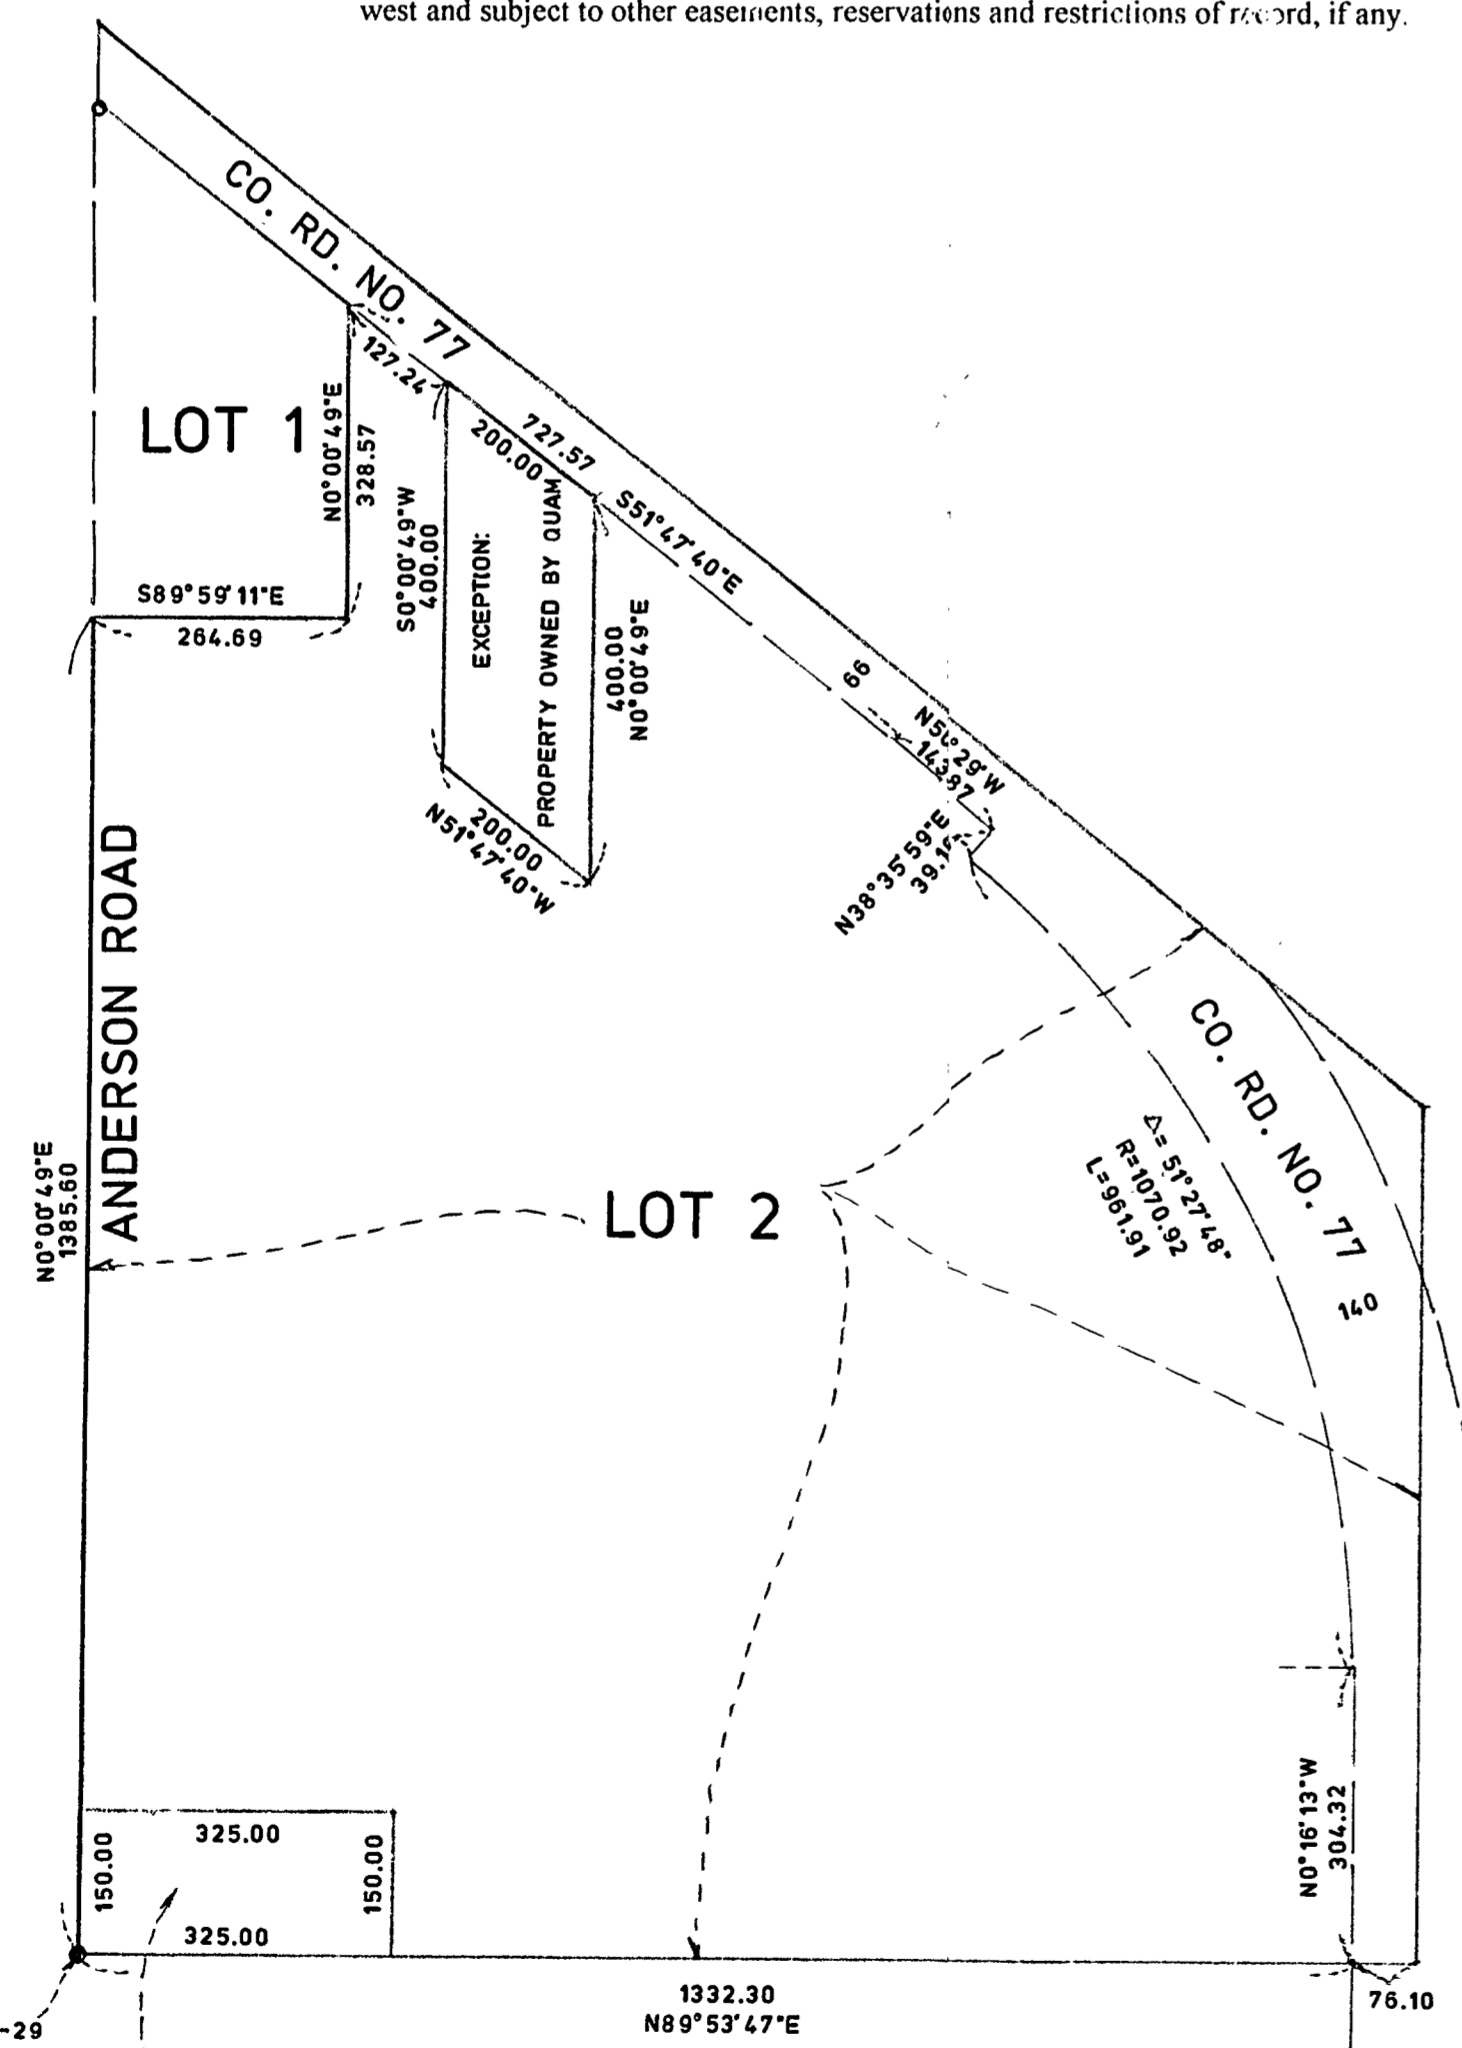 west and subject to other easements, reservations and restrictions of record, if any.
CO. RD. NO. 77
127.24
LOT 1
N0°00'49"E
328.57
727.57
200.00
S51°47'40"E
S0°00'49"W
400.00
EXCEPTION:
PROPERTY OWNED BY QUAM
400.00
N0°00'49"E
S89°59'11"E
264.69
66
143.87
N38°35'59"E
200.00
N51°47'40"W
ANDERSON ROAD
N0°00'49"E
1385.60
CO. RD. NO. 77
140
Δ= 51°27'48"
R=1070.92
L=961.91
LOT 2
N0°16'13"W
304.32
325.00
150.00
150.00
325.00
1332.30
N89°53'47"E
76.10
-29